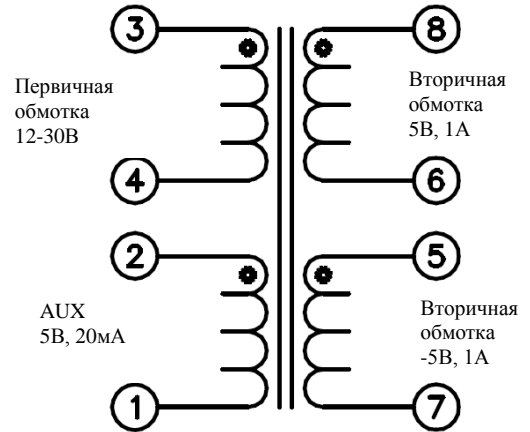 3
8
Первичная
обмотка
12-30В
Вторичная
обмотка
5В, 1А
4
6
2
5
AUX
5В, 20мА
Вторичная
обмотка
-5В, 1А
1
7